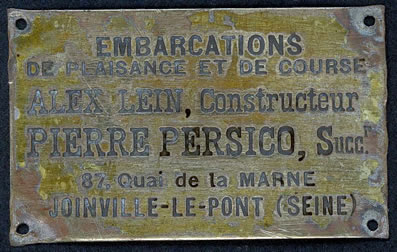 EMBARCATIONS
DE PLAISANCE ET DE COURSE
ALEX LEIN, Constructeur
PIERRE PERSICO, Succ.r
87, Quai de la MARNE
JOINVILLE-LE-PONT (SEINE)